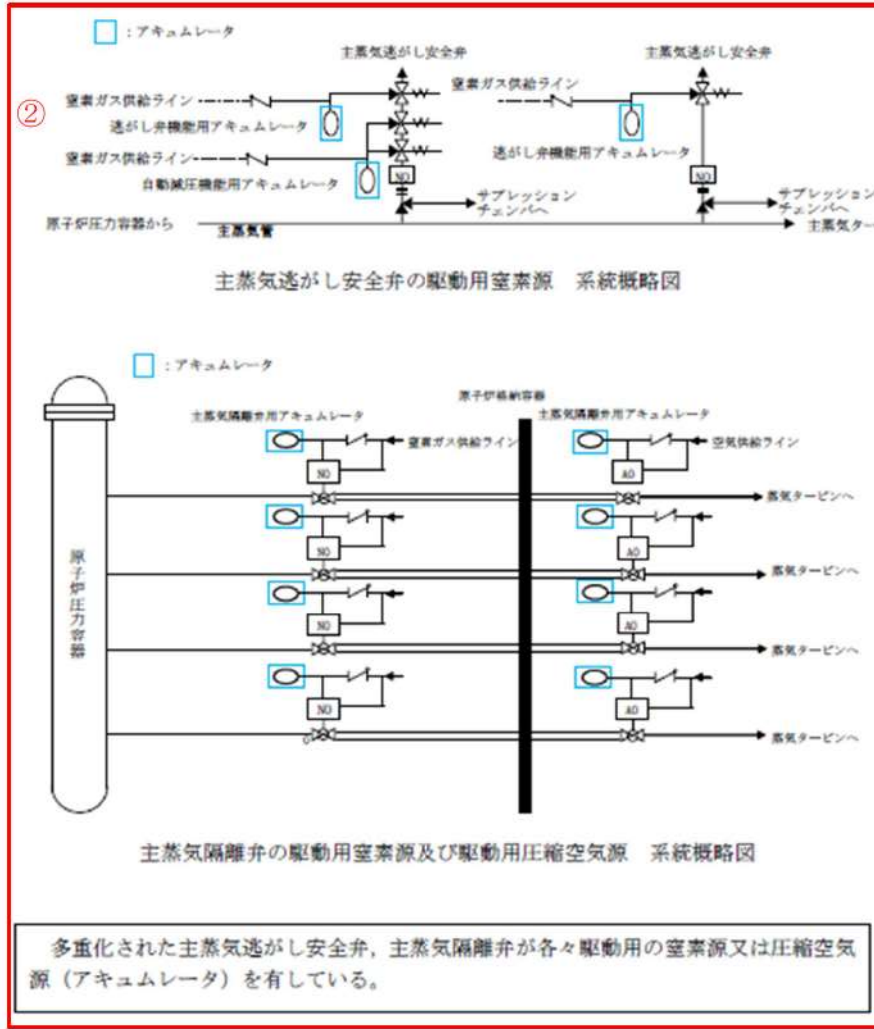 ：アキュムレータ
②
主蒸気逃がし安全弁
主蒸気逃がし安全弁
窒素ガス供給ライン
窒素ガス供給ライン
逃がし弁機能用アキュムレータ
逃がし弁機能用アキュムレータ
窒素ガス供給ライン
自動減圧機能用アキュムレータ
NO
NO
サプレッション
チェンバへ
サプレッション
チェンバへ
原子炉圧力容器から
主蒸気管
主蒸気ター
主蒸気逃がし安全弁の駆動用窒素源 系統概略図
：アキュムレータ
原子炉格納容器
主蒸気隔離弁用アキュムレータ
主蒸気隔離弁用アキュムレータ
窒素ガス供給ライン
空気供給ライン
NO
AO
蒸気タービンへ
NO
AO
蒸気タービンへ
原子炉圧力容器
NO
AO
蒸気タービンへ
NO
AO
蒸気タービンへ
主蒸気隔離弁の駆動用窒素源及び駆動用圧縮空気源 系統概略図
多重化された主蒸気逃がし安全弁，主蒸気隔離弁が各々駆動用の窒素源又は圧縮空気
源（アキュムレータ）を有している。